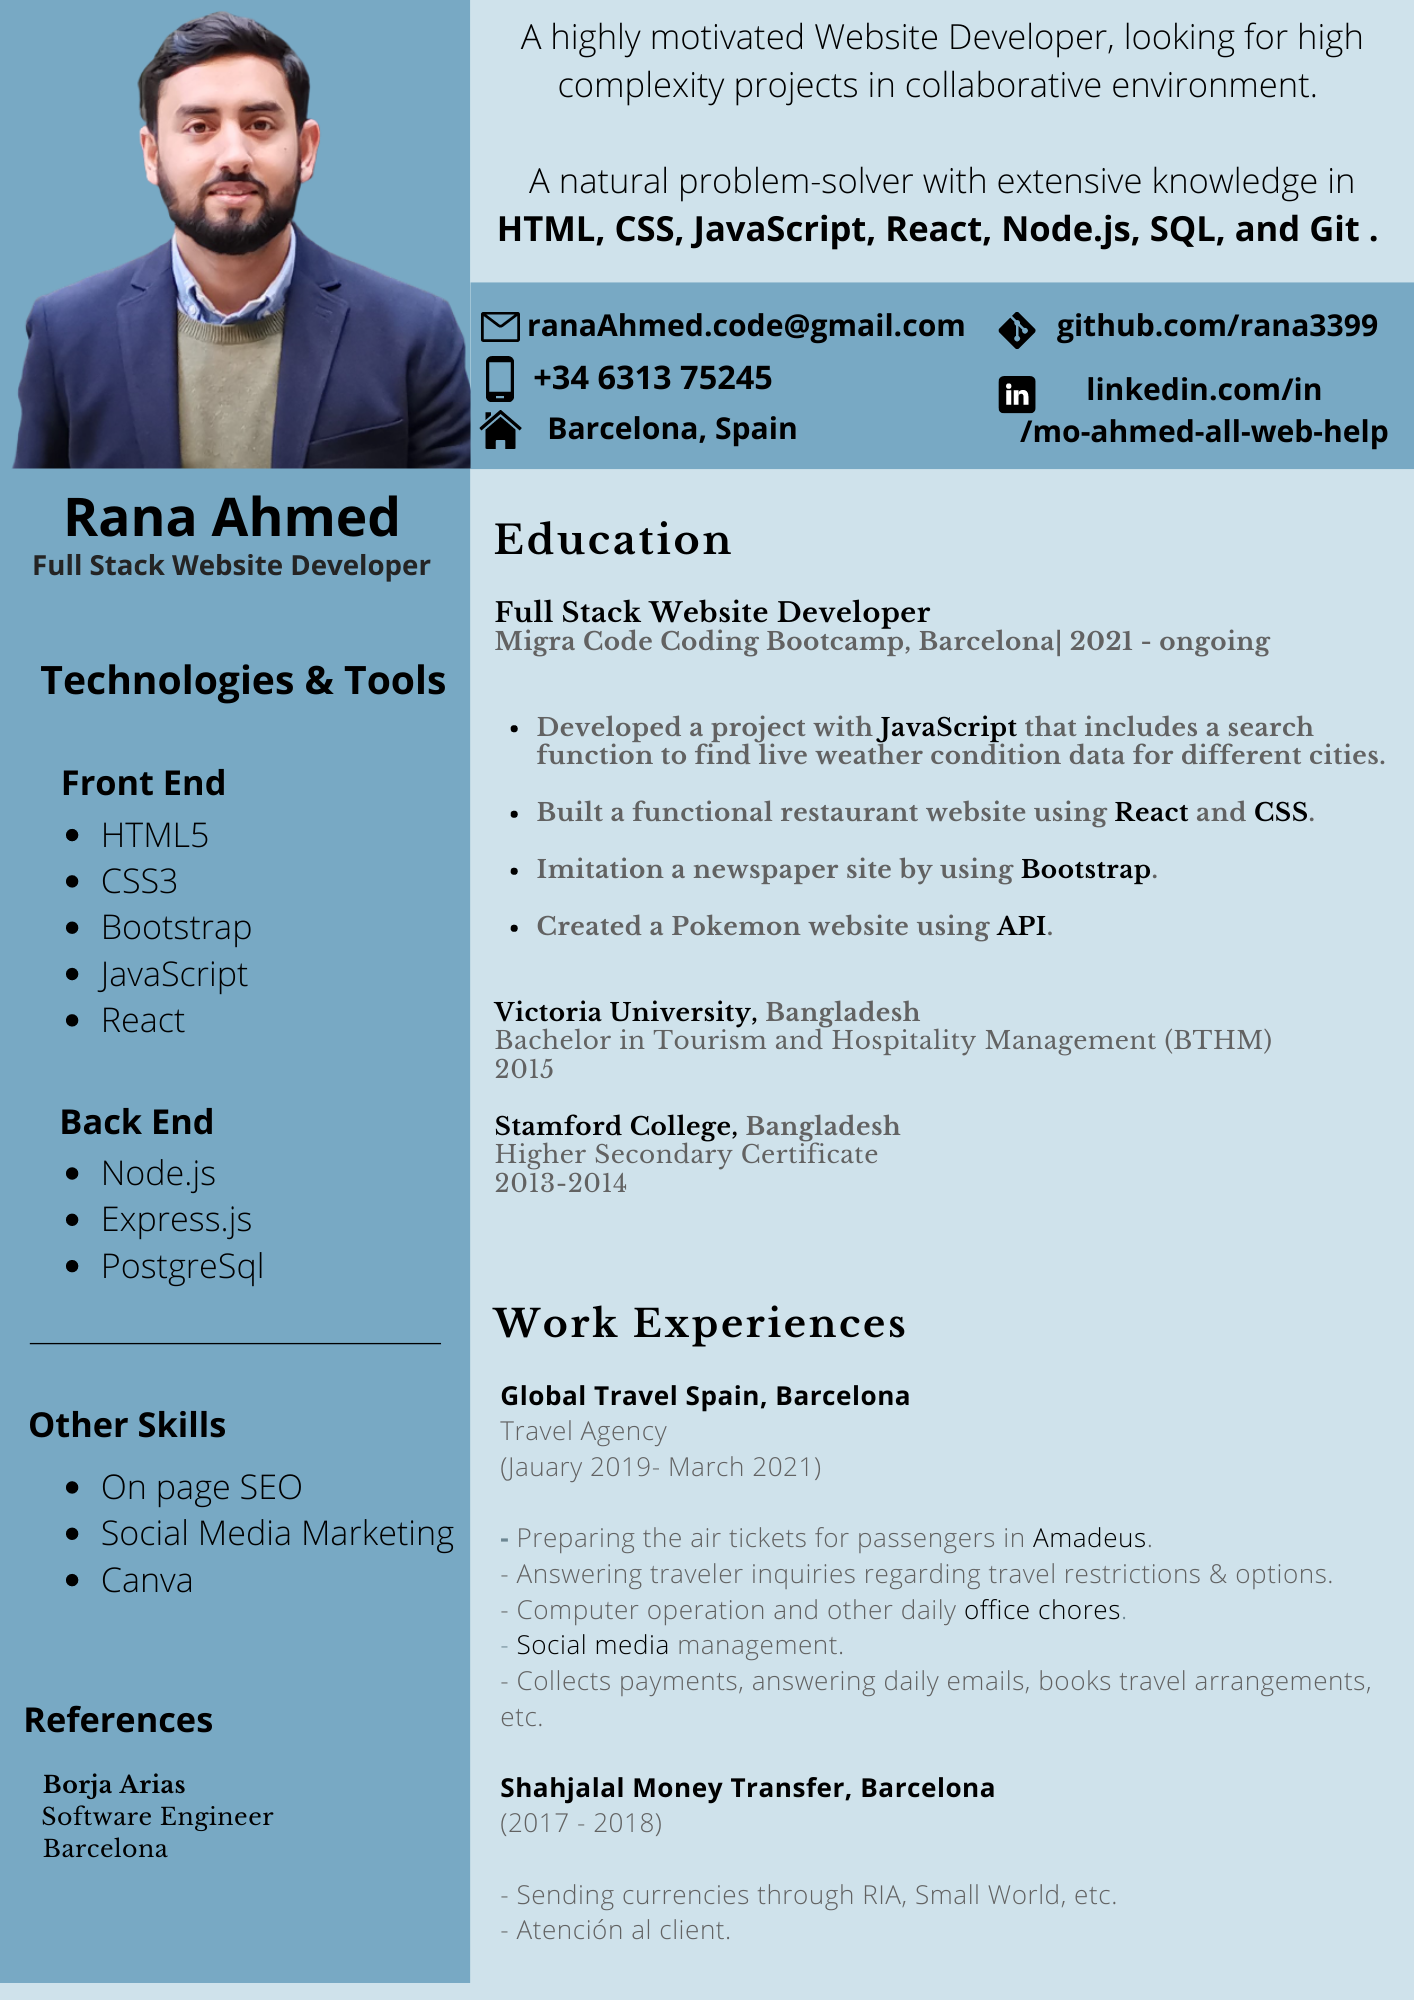 A highly motivated Website Developer, looking for high
complexity projects in collaborative environment.
A natural problem-solver with extensive knowledge in
HTML, CSS, JavaScript, React, Node.js, SQL, and Git .
ranaAhmed.code@gmail.com
+34 6313 75245
Barcelona, Spain
github.com/rana3399
in
linkedin.com/in
/mo-ahmed-all-web-help
Rana Ahmed
Full Stack Website Developer
Technologies & Tools
Front End
• HTML5
• CSS3
• Bootstrap
• JavaScript
• React
Back End
• Node.js
• Express.js
• PostgreSql
Other Skills
• On page SEO
• Social Media Marketing
• Canva
References
Borja Arias
Software Engineer
Barcelona
Education
Full Stack Website Developer
Migra Code Coding Bootcamp, Barcelona| 2021 - ongoing
• Developed a project with JavaScript that includes a search
function to find live weather condition data for different cities.
• Built a functional restaurant website using React and CSS.
• Imitation a newspaper site by using Bootstrap.
• Created a Pokemon website using API.
Victoria University, Bangladesh
Bachelor in Tourism and Hospitality Management (BTHM)
2015
Stamford College, Bangladesh
Higher Secondary Certificate
2013-2014
Work Experiences
Global Travel Spain, Barcelona
Travel Agency
(Jauary 2019- March 2021)
- Preparing the air tickets for passengers in Amadeus.
- Answering traveler inquiries regarding travel restrictions & options.
- Computer operation and other daily office chores.
- Social media management.
- Collects payments, answering daily emails, books travel arrangements,
etc.
Shahjalal Money Transfer, Barcelona
(2017 - 2018)
- Sending currencies through RIA, Small World, etc.
- Atención al client.